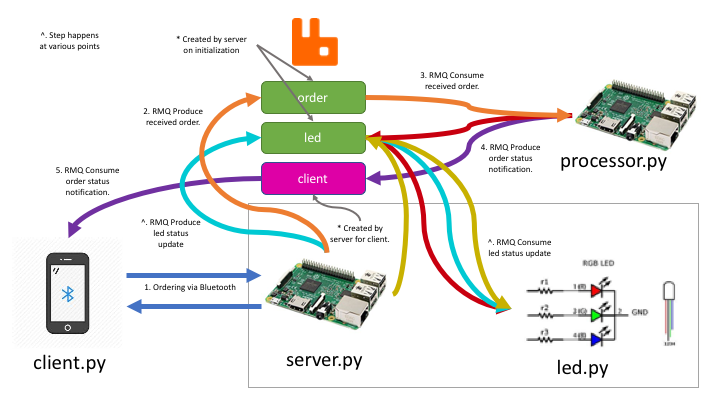 ^. Step happens
at various points
* Created by server
on initialization
3. RMQ Consume
received order.
order
2. RMQ Produce
received order.
led
4. RMQ Produce
order status
notification.
processor.py
5. RMQ Consume
order status
notification.
client
^. RMQ Produce
led status
update
* Created by
server for client.
^. RMQ Consume
led status update
RGB LED
1. Ordering via Bluetooth
r1
1 (R)
r2
3 (G)
2
GND
r3
4 (B)
client.py
server.py
led.py